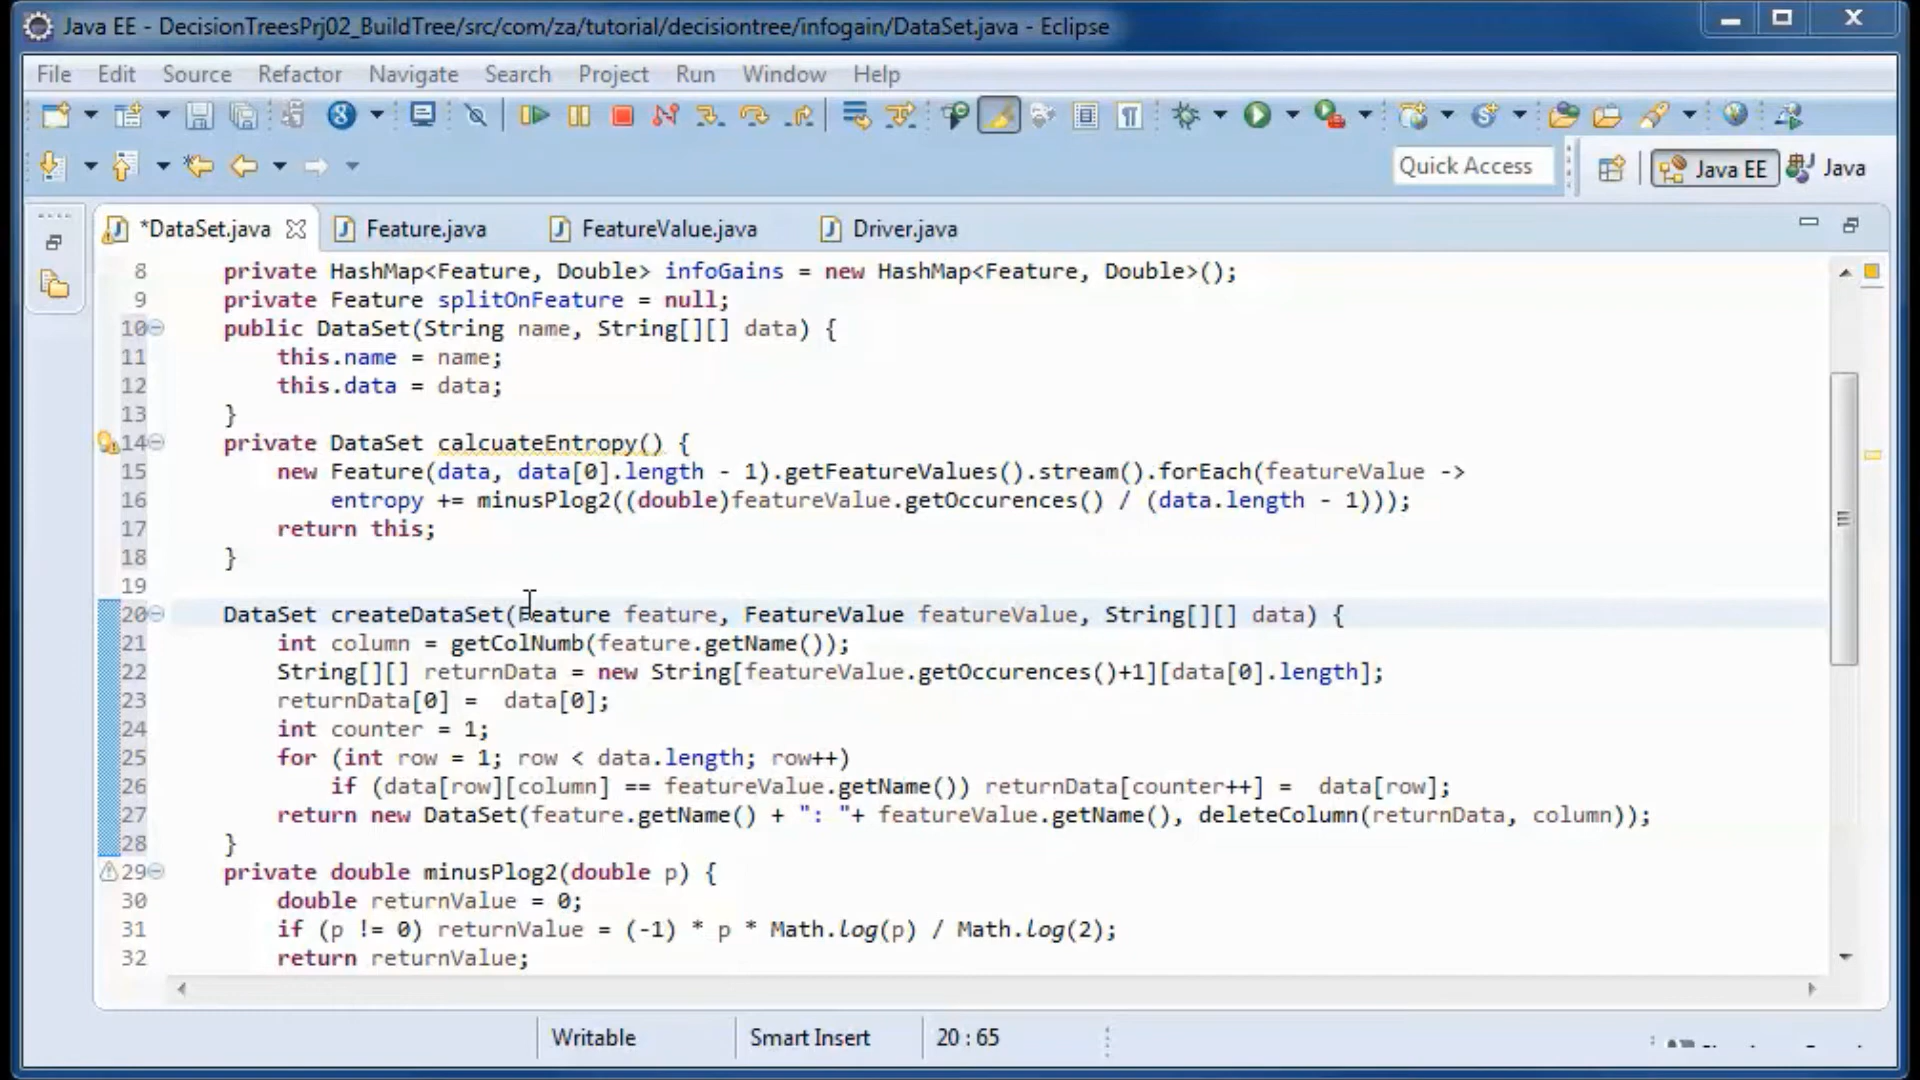 Java EE - DecisionTreesPrj02_BuildTree/src/com/za/tutorial/decisiontree/infogain/DataSet.java - Eclipse
File Edit Source Refactor Navigate Search Project Run Window Help
Quick Access Java EE Java
*DataSet.java Feature.java FeatureValue.java Driver.java
8 private HashMap<Feature, Double> infoGains = new HashMap<Feature, Double>();
9 private Feature splitOnFeature = null;
10 public DataSet(String name, String[][] data) {
11 this.name = name;
12 this.data = data;
13 }
14 private DataSet calcuateEntropy() {
15 new Feature(data, data[0].length - 1).getFeatureValues().stream().forEach(featureValue ->
16 entropy += minusPlog2((double)featureValue.getOccurences() / (data.length - 1)));
17 return this;
18 }
19
20 DataSet createDataSet(Feature feature, FeatureValue featureValue, String[][] data) {
21 int column = getColNumb(feature.getName());
22 String[][] returnData = new String[featureValue.getOccurences()+1][data[0].length];
23 returnData[0] =  data[0];
24 int counter = 1;
25 for (int row = 1; row < data.length; row++)
26 if (data[row][column] == featureValue.getName()) returnData[counter++] =  data[row];
27 return new DataSet(feature.getName() + ": "+ featureValue.getName(), deleteColumn(returnData, column));
28 }
29 private double minusPlog2(double p) {
30 double returnValue = 0;
31 if (p != 0) returnValue = (-1) * p * Math.log(p) / Math.log(2);
32 return returnValue;
Writable Smart Insert 20 : 65